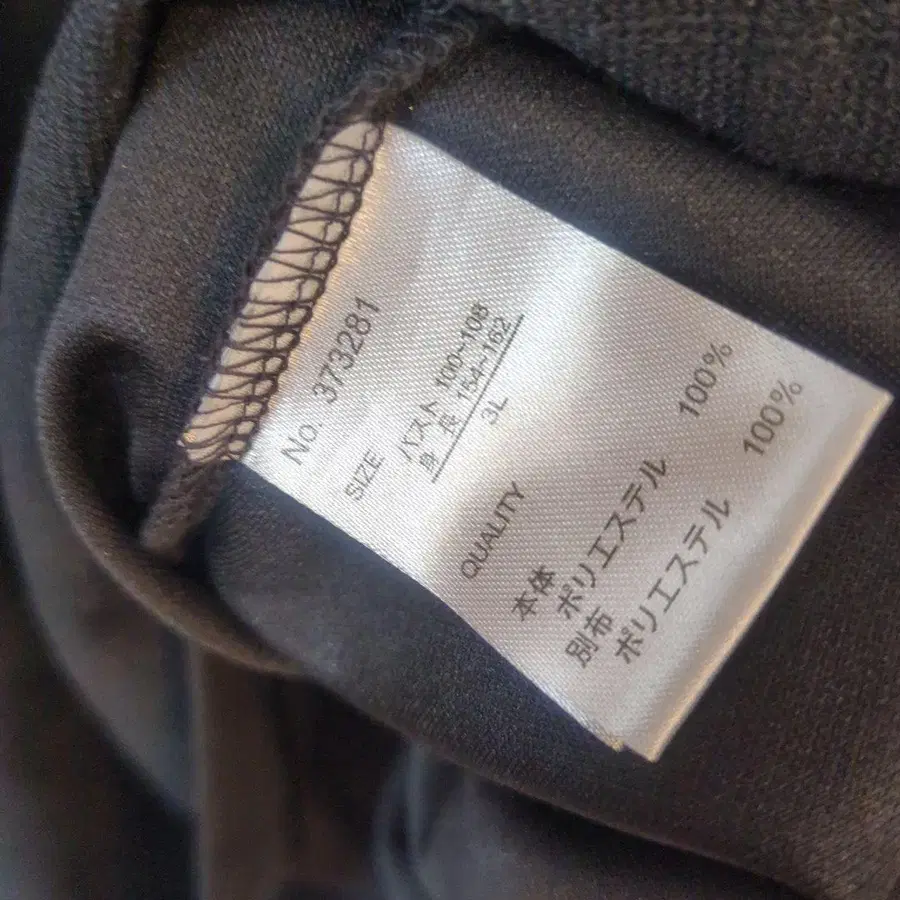 No. 373281
SIZE
バスト 100~108
身長 154~162
3L
QUALITY
本体
ポリエステル 100%
別布
ポリエステル 100%